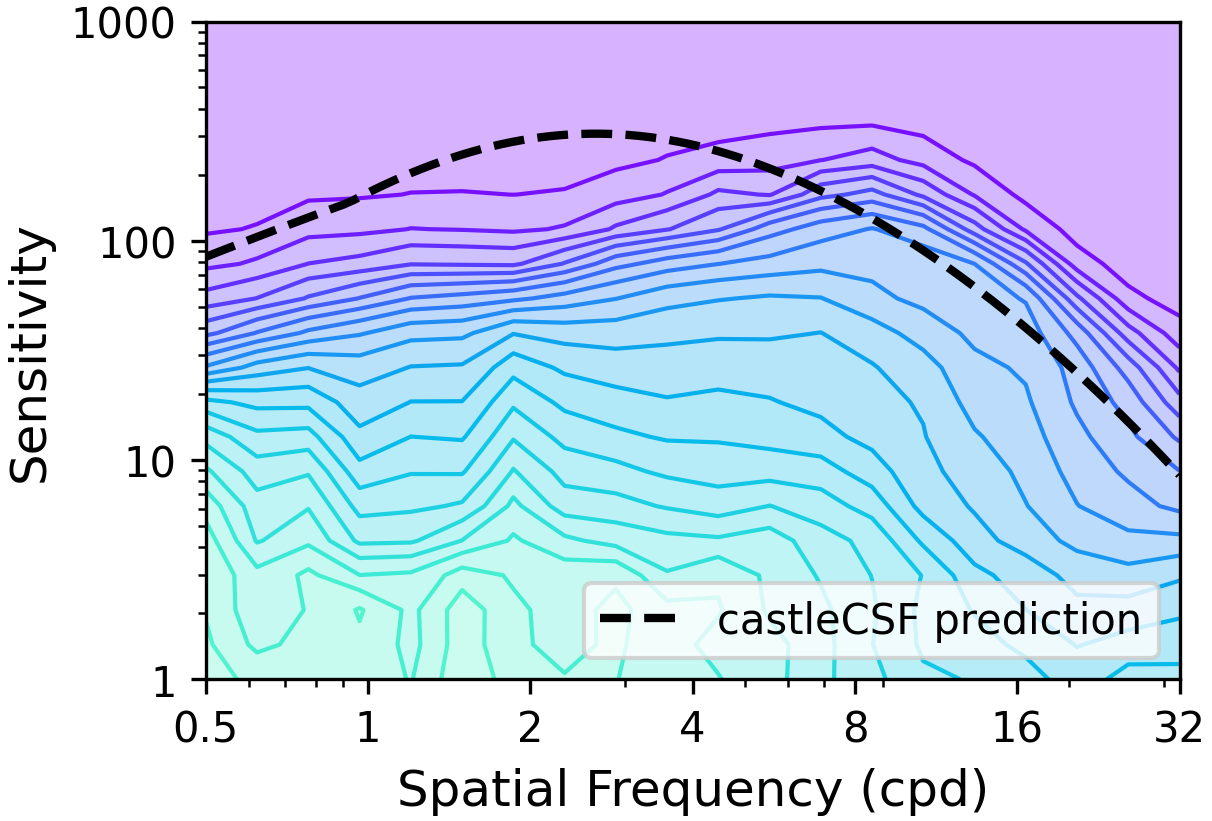 1000
100
10
1
Sensitivity
castleCSF prediction
0.5 1 2 4 8 16 32
Spatial Frequency (cpd)